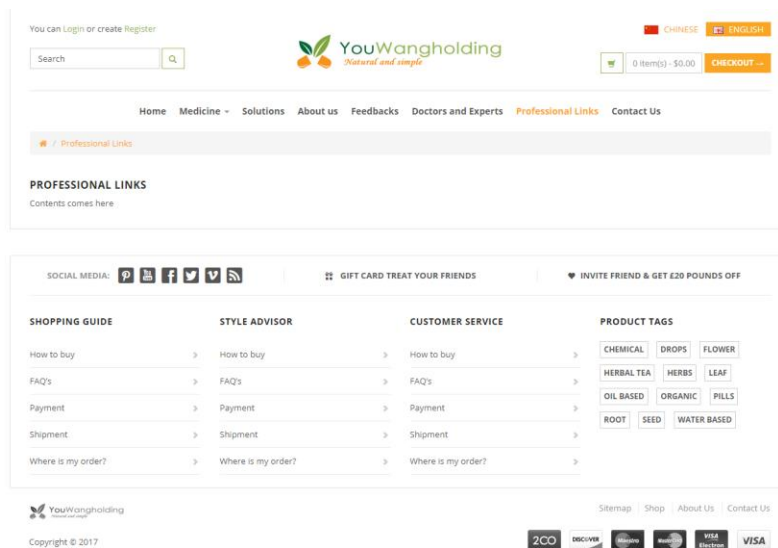 You can Login or create Register
CHINESE
ENGLISH
Search
YouWangholding
Natural and simple
0 item(s) - $0.00
CHECKOUT
Home Medicine Solutions About us Feedbacks Doctors and Experts Professional Links Contact Us
/ Professional Links
PROFESSIONAL LINKS
Contents comes here
SOCIAL MEDIA:
GIFT CARD TREAT YOUR FRIENDS
INVITE FRIEND & GET £20 POUNDS OFF
SHOPPING GUIDE
How to buy
FAQ's
Payment
Shipment
Where is my order?
STYLE ADVISOR
How to buy
FAQ's
Payment
Shipment
Where is my order?
CUSTOMER SERVICE
How to buy
FAQ's
Payment
Shipment
Where is my order?
PRODUCT TAGS
CHEMICAL DROPS FLOWER
HERBAL TEA HERBS LEAF
OIL BASED ORGANIC PILLS
ROOT SEED WATER BASED
YouWangholding
Natural and simple
Sitemap Shop About Us Contact Us
Copyright © 2017
2CO DISCOVER Maestro MasterCard VISA Electron VISA